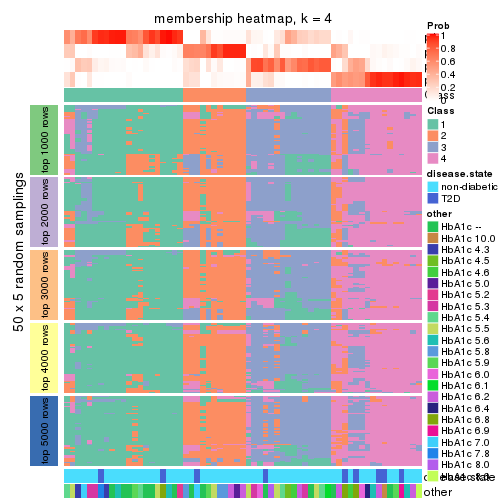 membership heatmap, k = 4
50 x 5 random samplings
top 1000 rows
top 2000 rows
top 3000 rows
top 4000 rows
top 5000 rows
Prob
1
0.8
0.6
0.4
0.2
0
Class
1
2
3
4
disease.state
non-diabetic
T2D
other
HbA1c --
HbA1c 10.0
HbA1c 4.3
HbA1c 4.5
HbA1c 4.6
HbA1c 5.0
HbA1c 5.2
HbA1c 5.3
HbA1c 5.4
HbA1c 5.5
HbA1c 5.6
HbA1c 5.8
HbA1c 5.9
HbA1c 6.0
HbA1c 6.1
HbA1c 6.2
HbA1c 6.4
HbA1c 6.8
HbA1c 6.9
HbA1c 7.0
HbA1c 7.8
HbA1c 8.0
other